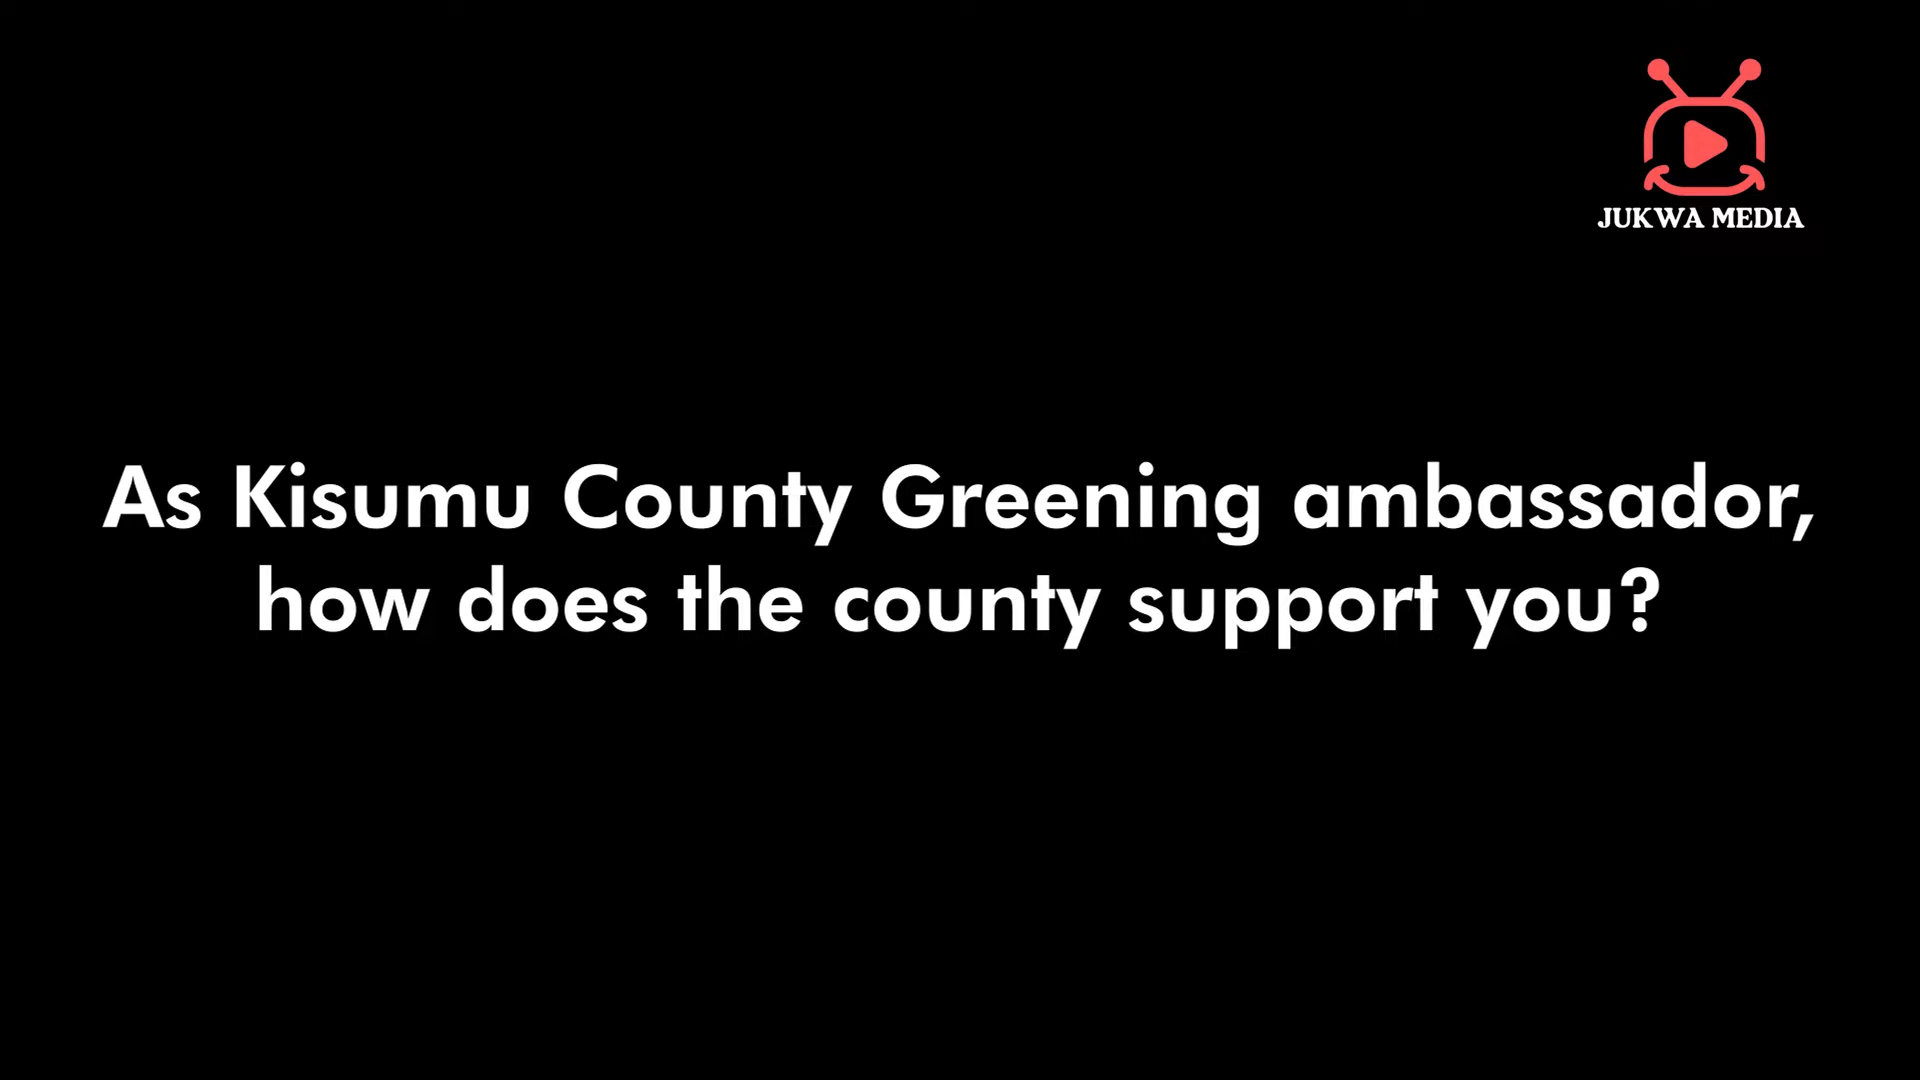 JUKWA MEDIA
As Kisumu County Greening ambassador,
how does the county support you?